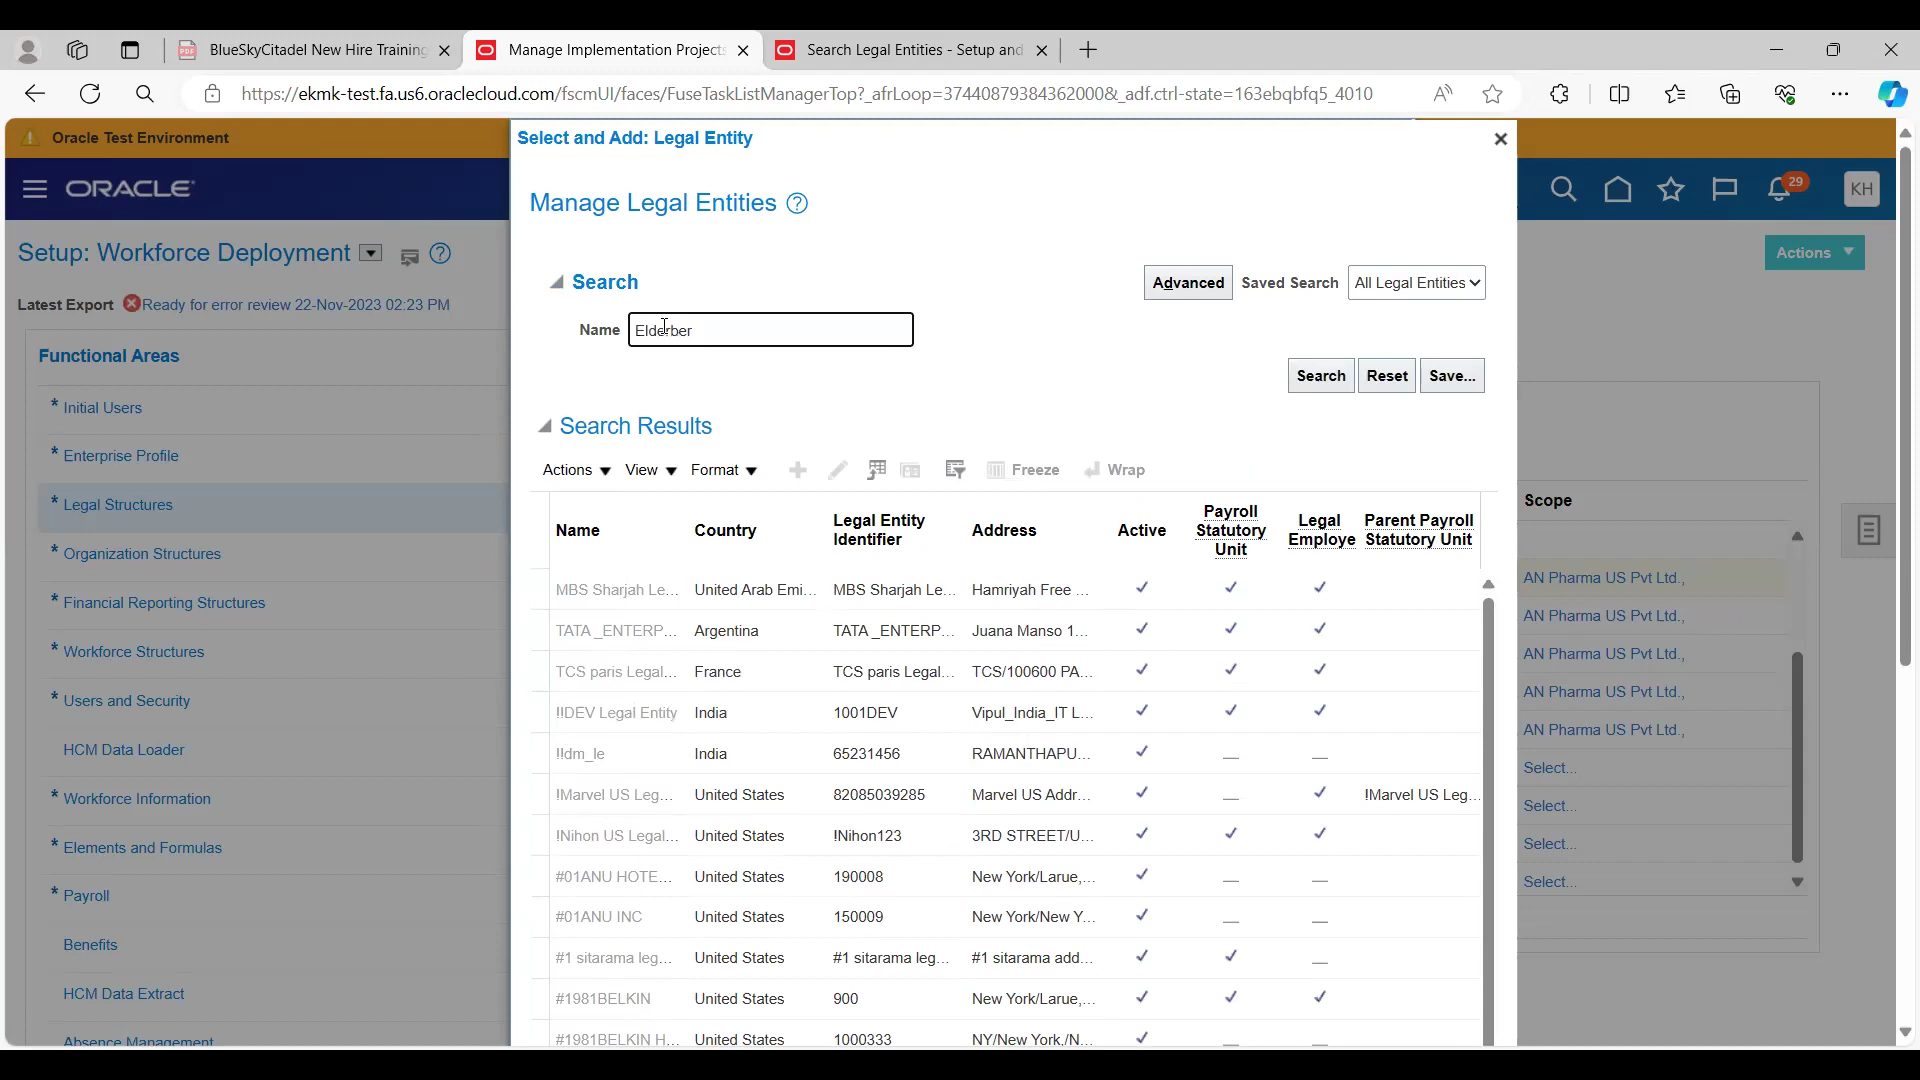 BlueSkyCitadel New Hire Training
Manage Implementation Projects
Search Legal Entities - Setup and
https://ekmk-test.fa.us6.oraclecloud.com/fscmUI/faces/FuseTaskListManagerTop?_afrLoop=37440879384362000&_adf.ctrl-state=163ebqbfq5_4010
Oracle Test Environment
ORACLE
29
KH
Setup: Workforce Deployment
Actions
Latest Export Ready for error review 22-Nov-2023 02:23 PM
Functional Areas
* Initial Users
* Enterprise Profile
* Legal Structures
* Organization Structures
* Financial Reporting Structures
* Workforce Structures
* Users and Security
HCM Data Loader
* Workforce Information
* Elements and Formulas
* Payroll
Benefits
HCM Data Extract
Absence Management
Select and Add: Legal Entity
Manage Legal Entities
Search
Advanced Saved Search All Legal Entities
Name Elderber
Search Reset Save...
Search Results
Actions View Format Freeze Wrap
Name Country Legal Entity Identifier Address Active Payroll Statutory Unit Legal Employe Parent Payroll Statutory Unit
MBS Sharjah Le... United Arab Emi... MBS Sharjah Le... Hamriyah Free ...
TATA _ENTERP... Argentina TATA _ENTERP... Juana Manso 1...
TCS paris Legal... France TCS paris Legal... TCS/100600 PA...
!!DEV Legal Entity India 1001DEV Vipul_India_IT L...
!!dm_le India 65231456 RAMANTHAPU...
!Marvel US Leg... United States 82085039285 Marvel US Addr... !Marvel US Leg...
!Nihon US Legal... United States !Nihon123 3RD STREET/U...
#01ANU HOTE... United States 190008 New York/Larue,...
#01ANU INC United States 150009 New York/New Y...
#1 sitarama leg... United States #1 sitarama leg... #1 sitarama add...
#1981BELKIN United States 900 New York/Larue,...
#1981BELKIN H... United States 1000333 NY/New York,/N...
Scope
AN Pharma US Pvt Ltd.,
AN Pharma US Pvt Ltd.,
AN Pharma US Pvt Ltd.,
AN Pharma US Pvt Ltd.,
AN Pharma US Pvt Ltd.,
Select...
Select...
Select...
Select...